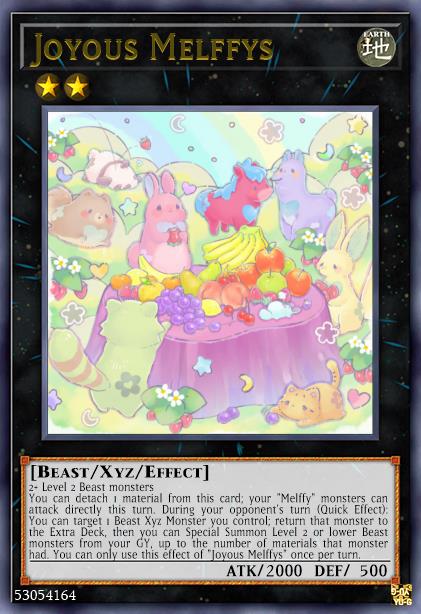 JOYOUS MELFFYS
EARTH
地
[BEAST/XYZ/EFFECT]
2+ Level 2 Beast monsters
You can detach 1 material from this card; your "Melffy" monsters can
attack directly this turn. During your opponent's turn (Quick Effect):
You can target 1 Beast Xyz Monster you control; return that monster to
the Extra Deck, then you can Special Summon Level 2 or lower Beast
monsters from your GY, up to the number of materials that monster
had. You can only use this effect of "Joyous Melffys" once per turn.
ATK/2000 DEF/ 500
53054164